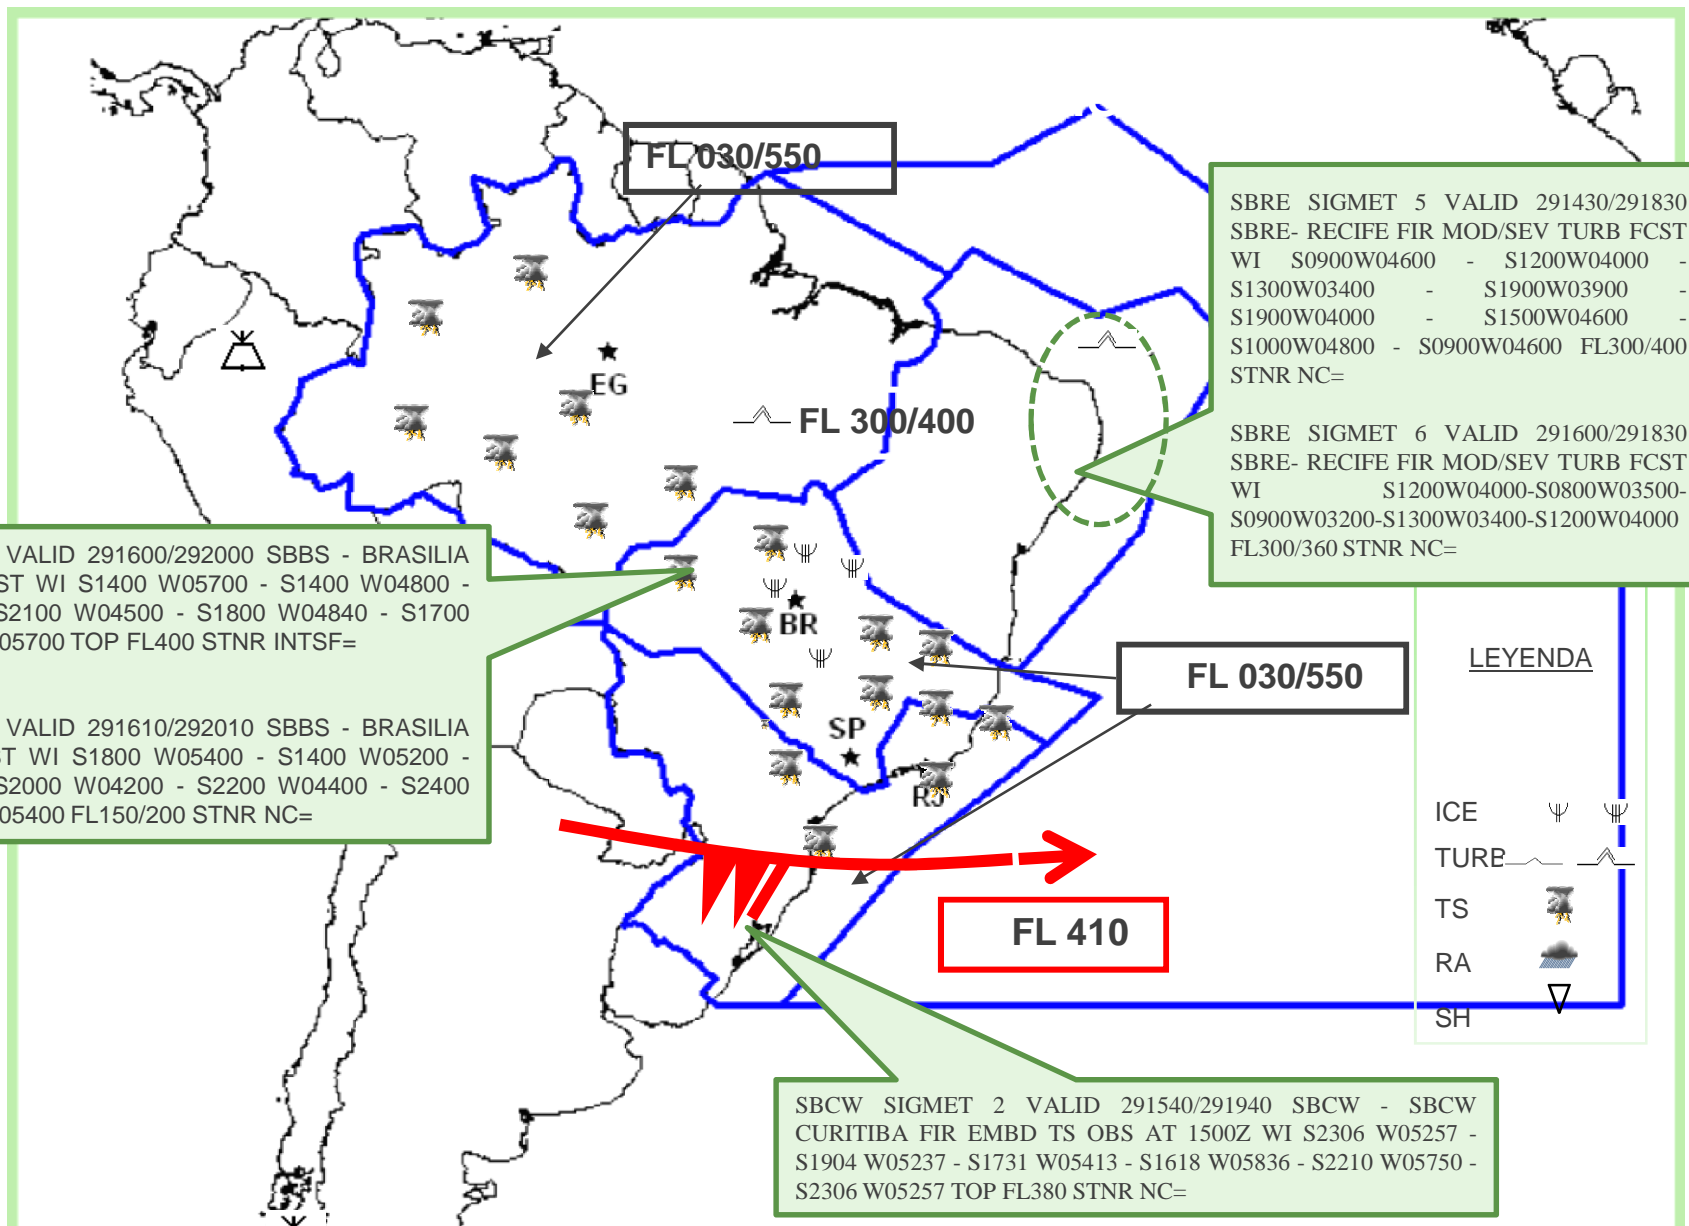 FL 030/550
SBRE SIGMET 5 VALID 291430/291830
SBRE- RECIFE FIR MOD/SEV TURB FCST
WI S0900W04600 - S1200W04000 -
S1300W03400 - S1900W03900 -
S1900W04000 - S1500W04600 -
S1000W04800 - S0900W04600 FL300/400
STNR NC=
SBRE SIGMET 6 VALID 291600/291830
SBRE- RECIFE FIR MOD/SEV TURB FCST
WI S1200W04000-S0800W03500-
S0900W03200-S1300W03400-S1200W04000
FL300/360 STNR NC=
EG
FL 300/400
VALID 291600/292000 SBBS - BRASILIA
ST WI S1400 W05700 - S1400 W04800 -
S2100 W04500 - S1800 W04840 - S1700
05700 TOP FL400 STNR INTSF=
VALID 291610/292010 SBBS - BRASILIA
ST WI S1800 W05400 - S1400 W05200 -
S2000 W04200 - S2200 W04400 - S2400
05400 FL150/200 STNR NC=
BR
FL 030/550
SP
RJ
LEYENDA
ICE
TURB
TS
RA
SH
FL 410
SBCW SIGMET 2 VALID 291540/291940 SBCW - SBCW
CURITIBA FIR EMBD TS OBS AT 1500Z WI S2306 W05257 -
S1904 W05237 - S1731 W05413 - S1618 W05836 - S2210 W05750 -
S2306 W05257 TOP FL380 STNR NC=